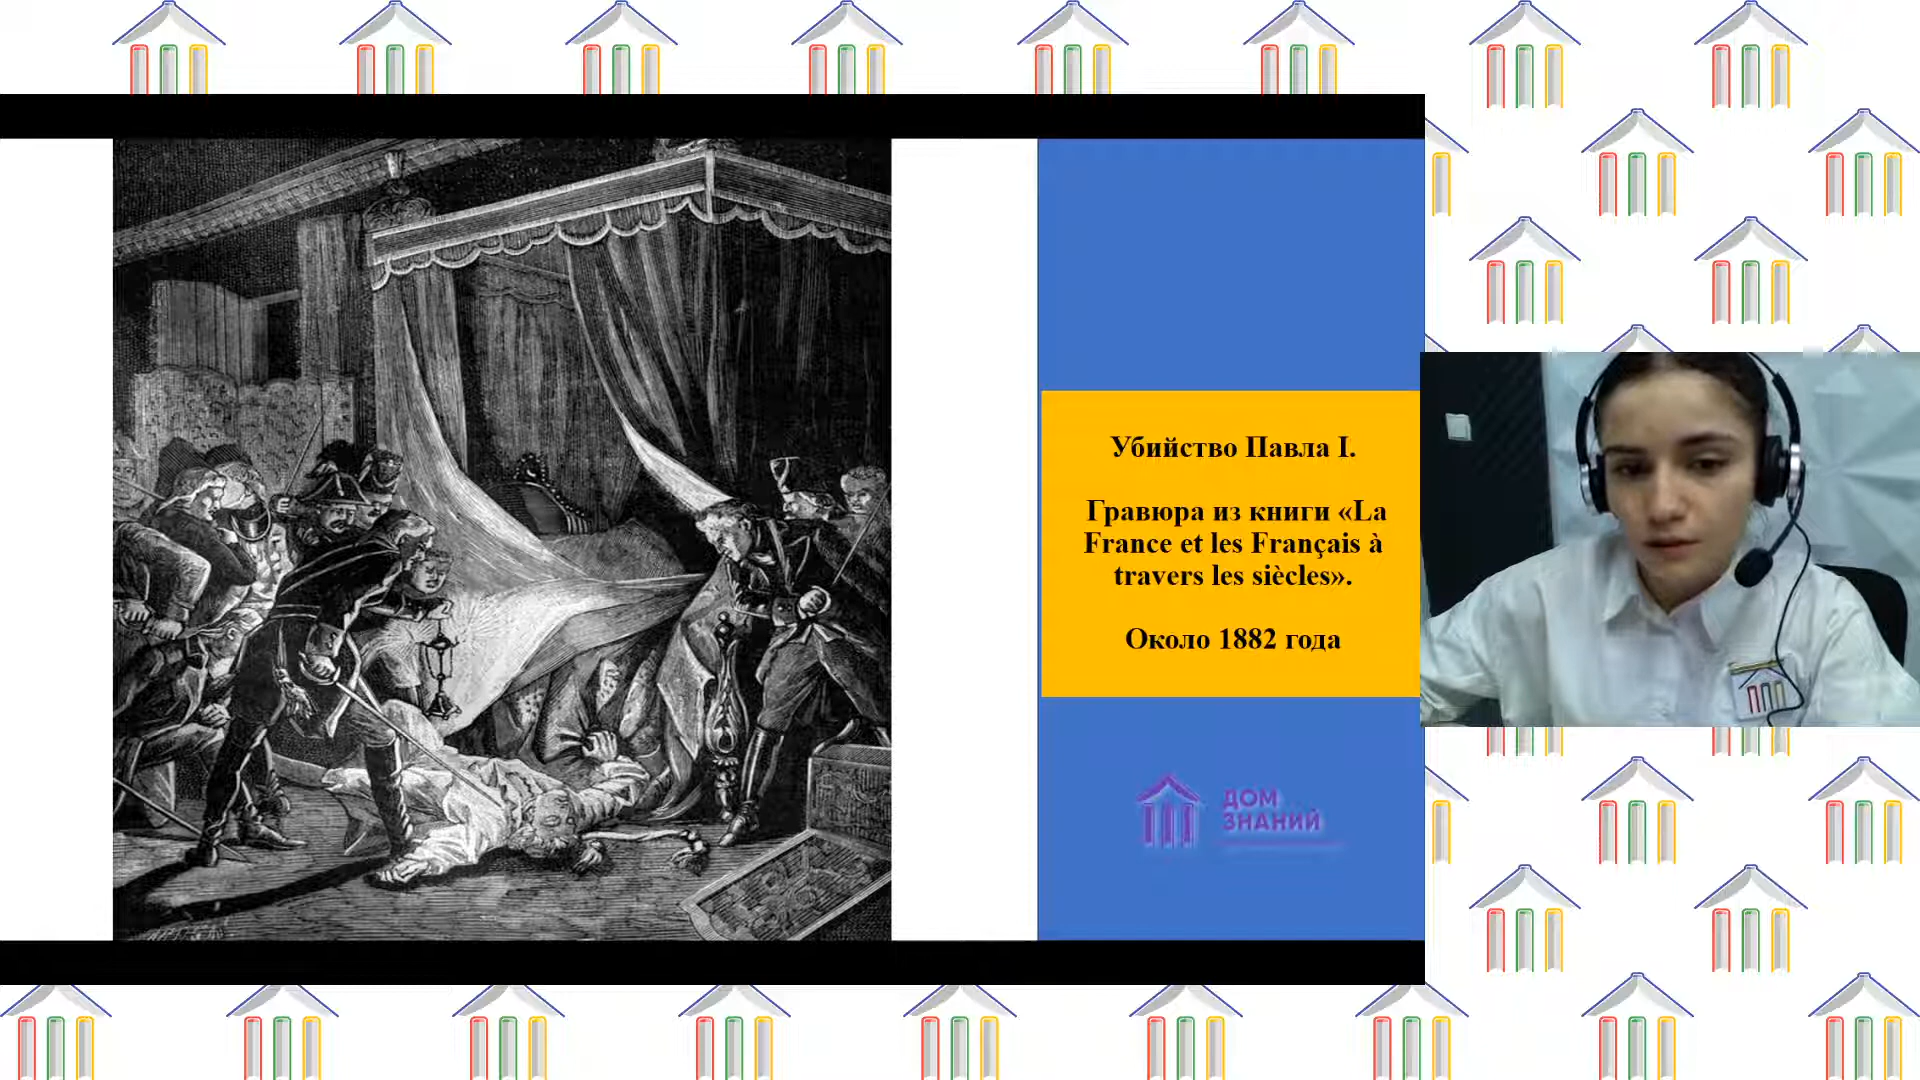 Убийство Павла I.
Гравюра из книги «La
France et les Français à
travers les siècles».
Около 1882 года
ДОМ
ЗНАНИЙ